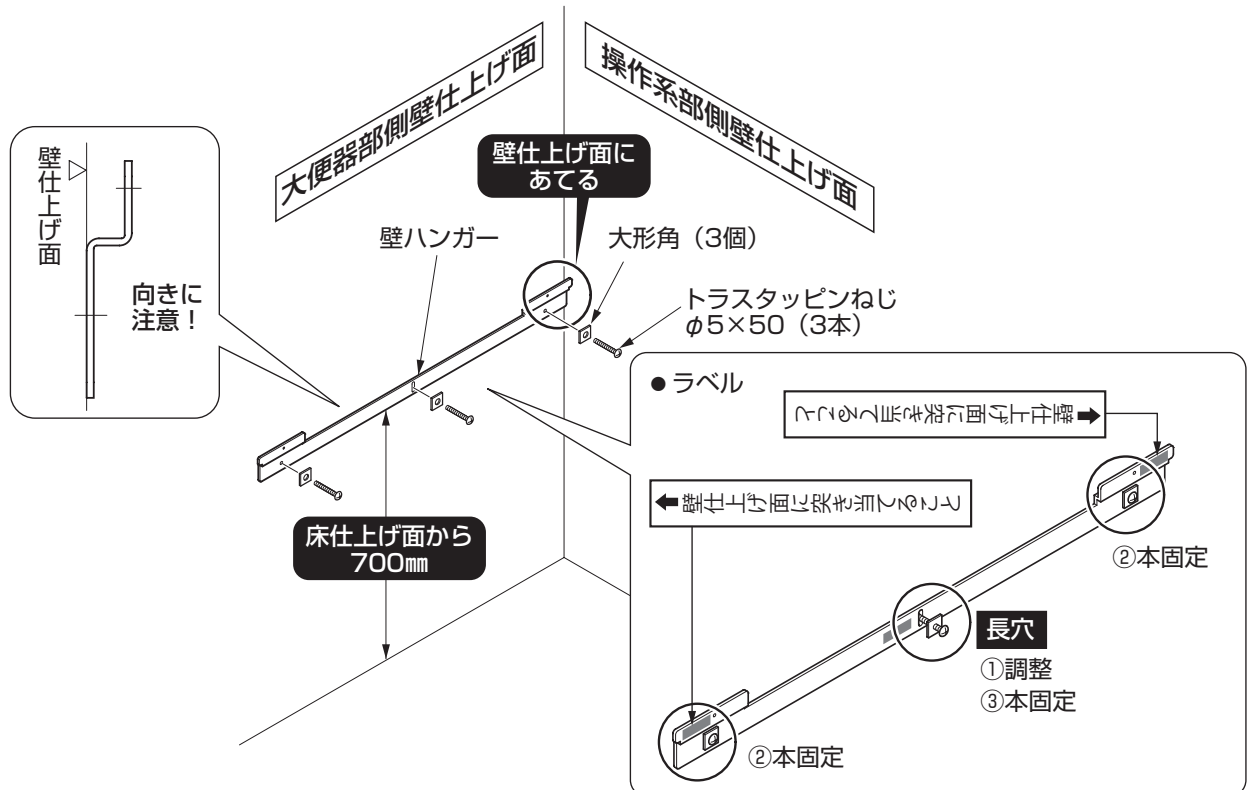 大便器部側壁仕上げ面
操作系部側壁仕上げ面
壁仕上げ面
向きに
注意！
壁仕上げ面に
あてる
壁ハンガー
大形角（3個）
トラスタッピンねじ
φ5×50（3本）
床仕上げ面から
700㎜
●ラベル
➡壁仕上げ面に突き当てること
⬅壁仕上げ面に突き当てること
②本固定
長穴
①調整
③本固定
②本固定